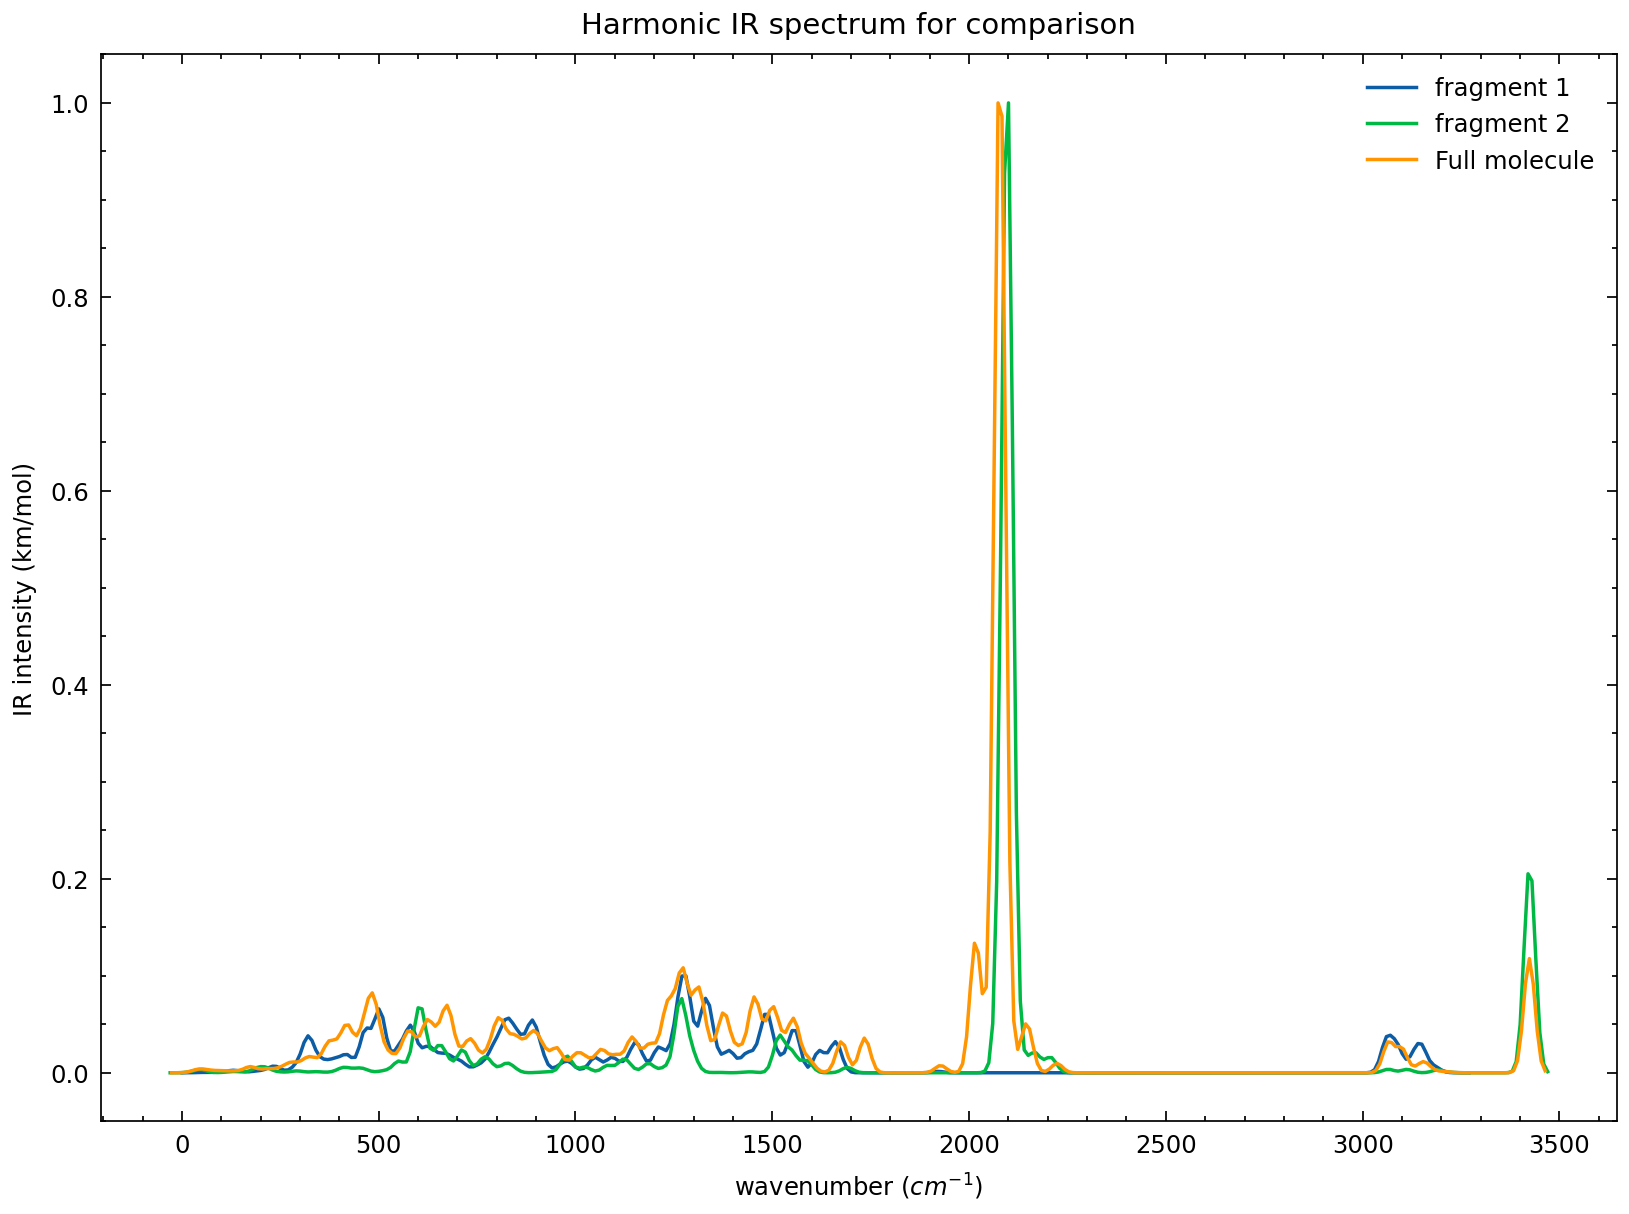 Harmonic IR spectrum for comparison
fragment 1
fragment 2
Full molecule
1.0
0.8
0.6
0.4
0.2
0.0
IR intensity (km/mol)
0 500 1000 1500 2000 2500 3000 3500
wavenumber (cm⁻¹)